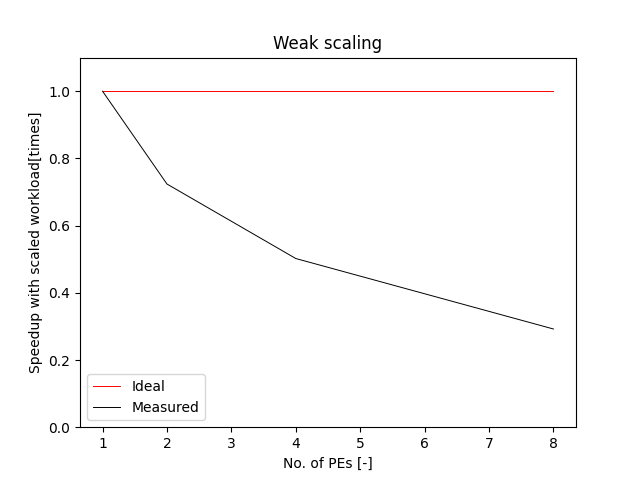 Weak scaling
Speedup with scaled workload[times]
1.0
0.8
0.6
0.4
0.2
0.0
Ideal
Measured
1 2 3 4 5 6 7 8
No. of PEs [-]